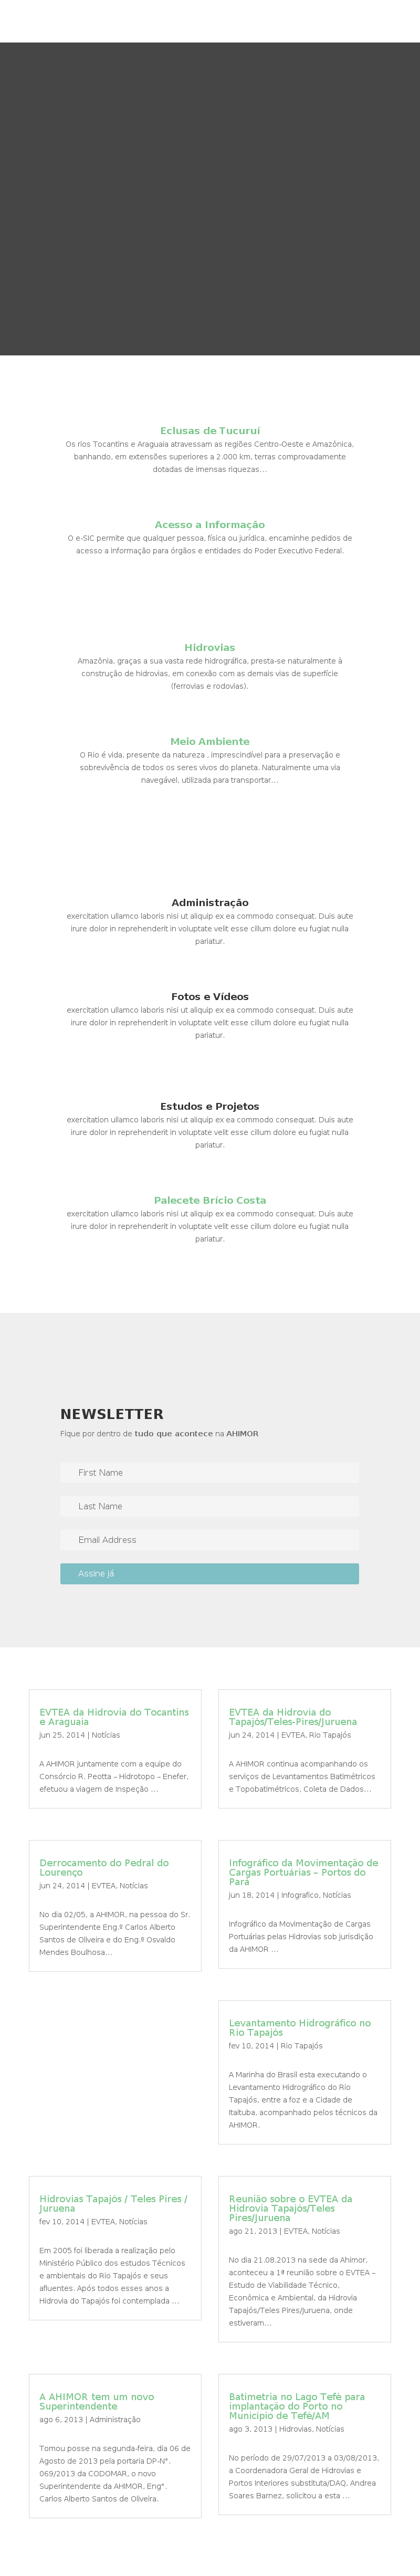 Eclusas de Tucuruí
Os rios Tocantins e Araguaia atravessam as regiões Centro-Oeste e Amazônica,
banhando, em extensões superiores a 2.000 km, terras comprovadamente
dotadas de imensas riquezas…
Acesso a Informação
O e-SIC permite que qualquer pessoa, física ou jurídica, encaminhe pedidos de
acesso a informação para órgãos e entidades do Poder Executivo Federal.
Hidrovias
Amazônia, graças a sua vasta rede hidrográfica, presta-se naturalmente à
construção de hidrovias, em conexão com as demais vias de superfície
(ferrovias e rodovias).
Meio Ambiente
O Rio é vida, presente da natureza , imprescindível para a preservação e
sobrevivência de todos os seres vivos do planeta. Naturalmente uma via
navegável, utilizada para transportar…
Administração
exercitation ullamco laboris nisi ut aliquip ex ea commodo consequat. Duis aute
irure dolor in reprehenderit in voluptate velit esse cillum dolore eu fugiat nulla
pariatur.
Fotos e Vídeos
exercitation ullamco laboris nisi ut aliquip ex ea commodo consequat. Duis aute
irure dolor in reprehenderit in voluptate velit esse cillum dolore eu fugiat nulla
pariatur.
Estudos e Projetos
exercitation ullamco laboris nisi ut aliquip ex ea commodo consequat. Duis aute
irure dolor in reprehenderit in voluptate velit esse cillum dolore eu fugiat nulla
pariatur.
Palecete Brício Costa
exercitation ullamco laboris nisi ut aliquip ex ea commodo consequat. Duis aute
irure dolor in reprehenderit in voluptate velit esse cillum dolore eu fugiat nulla
pariatur.
NEWSLETTER
Fique por dentro de tudo que acontece na AHIMOR
First Name
Last Name
Email Address
Assine já
EVTEA da Hidrovia do Tocantins
e Araguaia
jun 25, 2014 | Notícias
A AHIMOR juntamente com a equipe do
Consórcio R. Peotta – Hidrotopo – Enefer,
efetuou a viagem de Inspeção …
EVTEA da Hidrovia do
Tapajós/Teles-Pires/Juruena
jun 24, 2014 | EVTEA, Rio Tapajós
A AHIMOR continua acompanhando os
serviços de Levantamentos Batimétricos
e Topobatimétricos, Coleta de Dados…
Derrocamento do Pedral do
Lourenço
jun 24, 2014 | EVTEA, Notícias
No dia 02/05, a AHIMOR, na pessoa do Sr.
Superintendente Eng.º Carlos Alberto
Santos de Oliveira e do Eng.º Osvaldo
Mendes Boulhosa…
Infográfico da Movimentação de
Cargas Portuárias – Portos do
Pará
jun 18, 2014 | Infografico, Notícias
Infográfico da Movimentação de Cargas
Portuárias pelas Hidrovias sob jurisdição
da AHIMOR …
Levantamento Hidrográfico no
Rio Tapajós
fev 10, 2014 | Rio Tapajós
A Marinha do Brasil esta executando o
Levantamento Hidrográfico do Rio
Tapajós, entre a foz e a Cidade de
Itaituba, acompanhado pelos técnicos da
AHIMOR.
Hidrovias Tapajós / Teles Pires /
Juruena
fev 10, 2014 | EVTEA, Notícias
Em 2005 foi liberada a realização pelo
Ministério Público dos estudos Técnicos
e ambientais do Rio Tapajós e seus
afluentes. Após todos esses anos a
Hidrovia do Tapajós foi contemplada …
Reunião sobre o EVTEA da
Hidrovia Tapajós/Teles
Pires/Juruena
ago 21, 2013 | EVTEA, Notícias
No dia 21.08.2013 na sede da Ahimor,
aconteceu a 1ª reunião sobre o EVTEA –
Estudo de Viabilidade Técnico,
Econômica e Ambiental, da Hidrovia
Tapajós/Teles Pires/Juruena, onde
estiveram…
A AHIMOR tem um novo
Superintendente
ago 6, 2013 | Administração
Tomou posse na segunda-feira, dia 06 de
Agosto de 2013 pela portaria DP-N°.
069/2013 da CODOMAR, o novo
Superintendente da AHIMOR, Eng°.
Carlos Alberto Santos de Oliveira.
Batimetria no Lago Tefé para
implantação do Porto no
Município de Tefé/AM
ago 3, 2013 | Hidrovias, Notícias
No período de 29/07/2013 a 03/08/2013,
a Coordenadora Geral de Hidrovias e
Portos Interiores substituta/DAQ, Andrea
Soares Barnez, solicitou a esta …